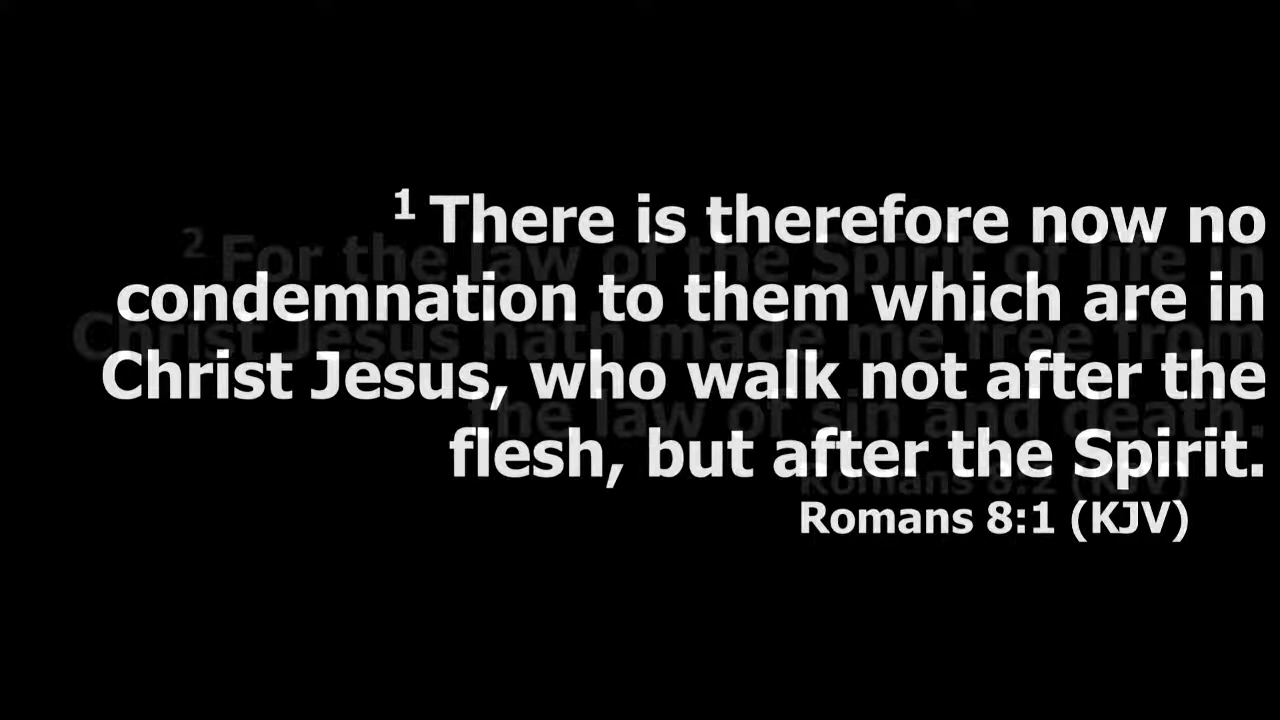 1 There is therefore now no
condemnation to them which are in
Christ Jesus, who walk not after the
flesh, but after the Spirit.
Romans 8:1 (KJV)
2 For the law of the Spirit of life in
Christ Jesus hath made me free from
the law of sin and death.
Romans 8:2 (KJV)